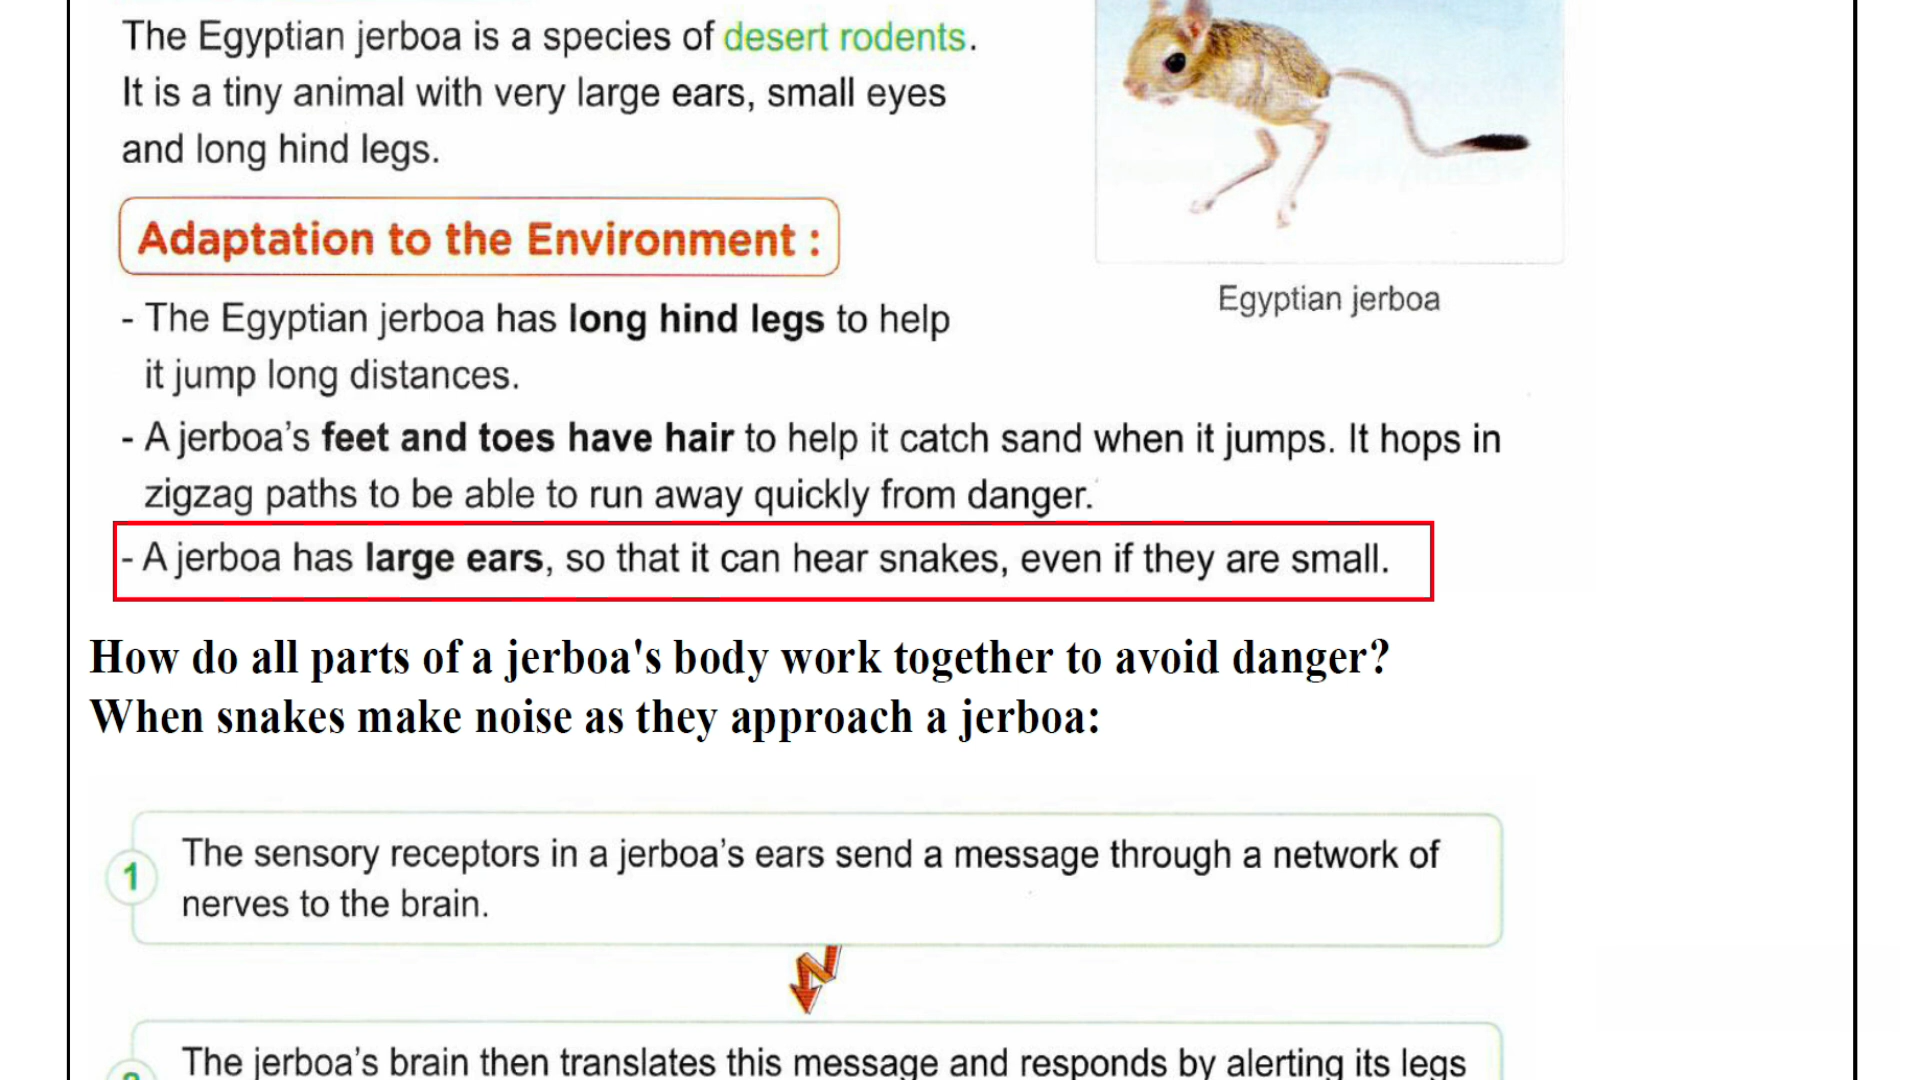 The Egyptian jerboa is a species of desert rodents.
It is a tiny animal with very large ears, small eyes
and long hind legs.
Adaptation to the Environment :
Egyptian jerboa
- The Egyptian jerboa has long hind legs to help
it jump long distances.
- A jerboa's feet and toes have hair to help it catch sand when it jumps. It hops in
zigzag paths to be able to run away quickly from danger.
- A jerboa has large ears, so that it can hear snakes, even if they are small.
How do all parts of a jerboa's body work together to avoid danger?
When snakes make noise as they approach a jerboa:
1
The sensory receptors in a jerboa's ears send a message through a network of
nerves to the brain.
The jerboa's brain then translates this message and responds by alerting its legs